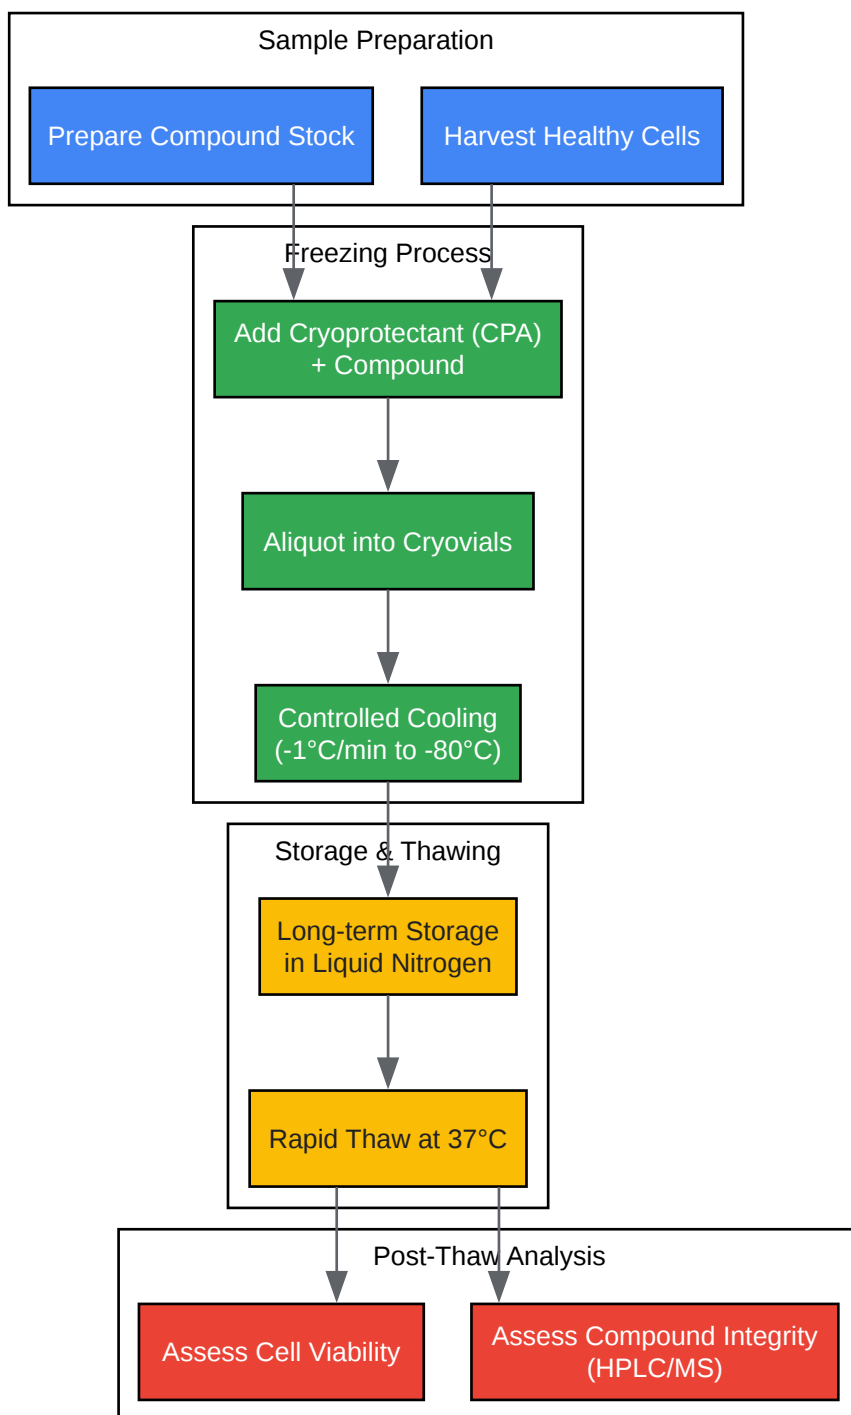 Sample Preparation
Prepare Compound Stock
Harvest Healthy Cells
Freezing Process
Add Cryoprotectant (CPA)
+ Compound
Aliquot into Cryovials
Controlled Cooling
(-1°C/min to -80°C)
Storage & Thawing
Long-term Storage
in Liquid Nitrogen
Rapid Thaw at 37°C
Post-Thaw Analysis
Assess Cell Viability
Assess Compound Integrity
(HPLC/MS)